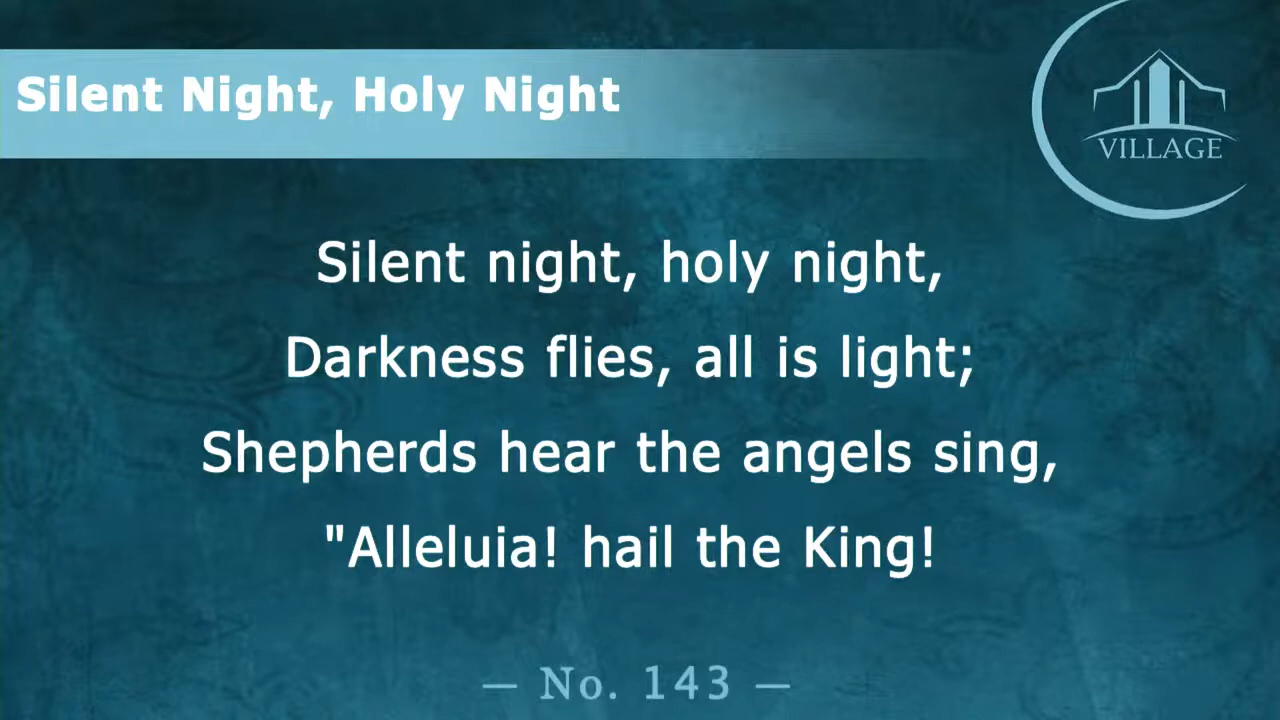 Silent Night, Holy Night
VILLAGE
Silent night, holy night,
Darkness flies, all is light;
Shepherds hear the angels sing,
"Alleluia! hail the King!
— No. 143 —